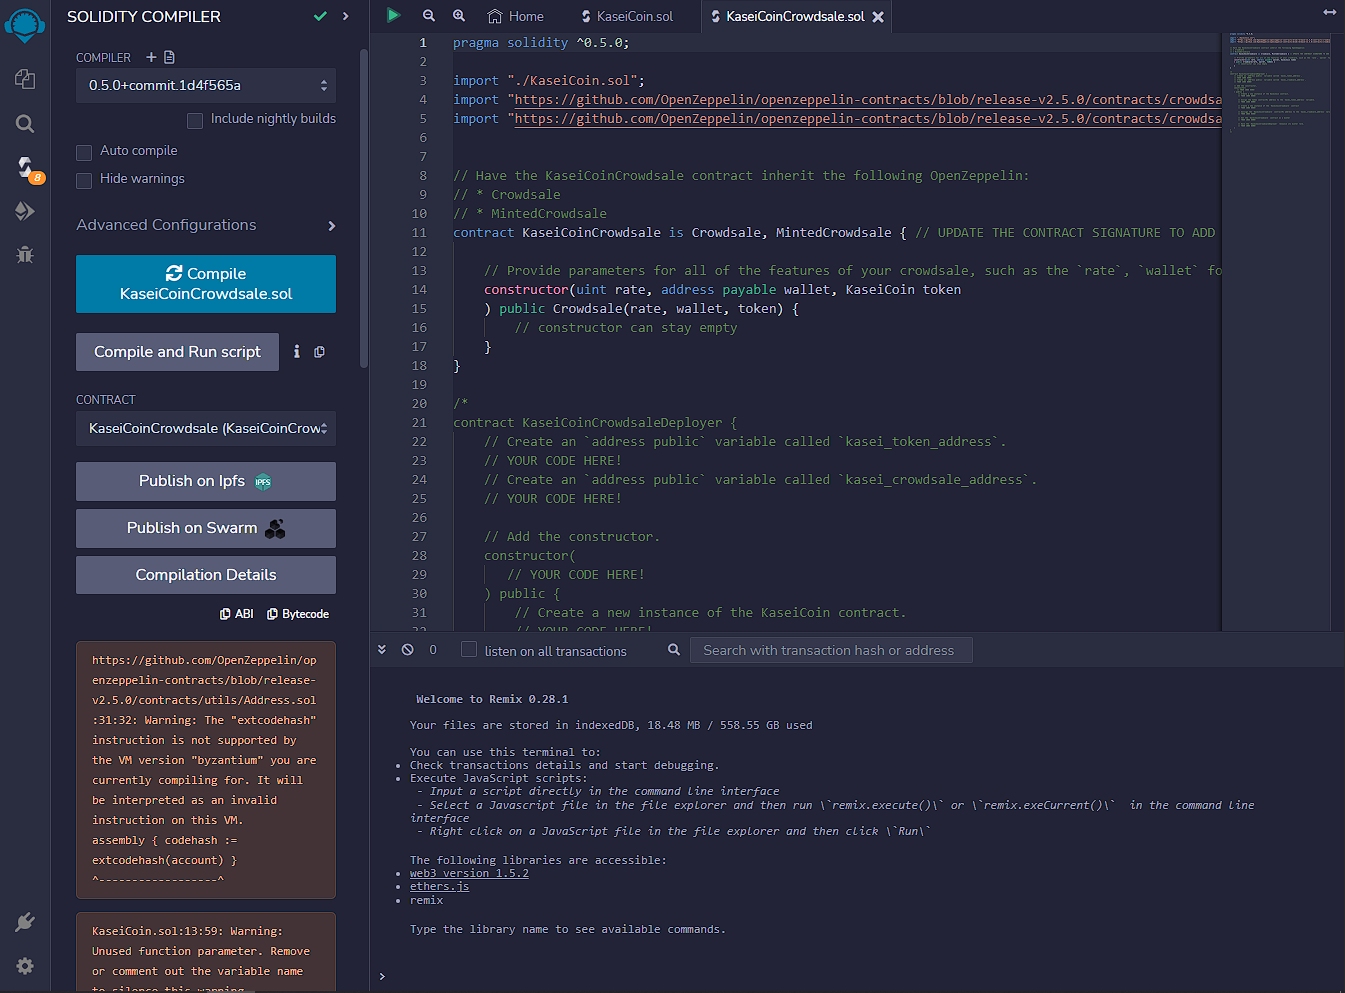 SOLIDITY COMPILER
COMPILER
0.5.0+commit.1d4f565a
Include nightly builds
Auto compile
Hide warnings
8
Advanced Configurations
Compile
KaseiCoinCrowdsale.sol
Compile and Run script
CONTRACT
KaseiCoinCrowdsale (KaseiCoinCrow
Publish on Ipfs IPFS
Publish on Swarm
Compilation Details
ABI Bytecode
https://github.com/OpenZeppelin/op
enzeppelin-contracts/blob/release-
v2.5.0/contracts/utils/Address.sol
:31:32: Warning: The "extcodehash"
instruction is not supported by
the VM version "byzantium" you are
currently compiling for. It will
be interpreted as an invalid
instruction on this VM.
assembly { codehash :=
extcodehash(account) }
^------------------^
KaseiCoin.sol:13:59: Warning:
Unused function parameter. Remove
or comment out the variable name
to silence this warning.
Home KaseiCoin.sol KaseiCoinCrowdsale.sol
1 pragma solidity ^0.5.0;
2
3 import "./KaseiCoin.sol";
4 import "https://github.com/OpenZeppelin/openzeppelin-contracts/blob/release-v2.5.0/contracts/crowdsa
5 import "https://github.com/OpenZeppelin/openzeppelin-contracts/blob/release-v2.5.0/contracts/crowdsa
6
7
8 // Have the KaseiCoinCrowdsale contract inherit the following OpenZeppelin:
9 // * Crowdsale
10 // * MintedCrowdsale
11 contract KaseiCoinCrowdsale is Crowdsale, MintedCrowdsale { // UPDATE THE CONTRACT SIGNATURE TO ADD
12
13 // Provide parameters for all of the features of your crowdsale, such as the `rate`, `wallet` fo
14 constructor(uint rate, address payable wallet, KaseiCoin token
15 ) public Crowdsale(rate, wallet, token) {
16 // constructor can stay empty
17 }
18 }
19
20 /*
21 contract KaseiCoinCrowdsaleDeployer {
22 // Create an `address public` variable called `kasei_token_address`.
23 // YOUR CODE HERE!
24 // Create an `address public` variable called `kasei_crowdsale_address`.
25 // YOUR CODE HERE!
26
27 // Add the constructor.
28 constructor(
29 // YOUR CODE HERE!
30 ) public {
31 // Create a new instance of the KaseiCoin contract.
32 // YOUR CODE HERE!
0 listen on all transactions Search with transaction hash or address
Welcome to Remix 0.28.1
Your files are stored in indexedDB, 18.48 MB / 558.55 GB used
You can use this terminal to:
• Check transactions details and start debugging.
• Execute JavaScript scripts:
- Input a script directly in the command line interface
- Select a Javascript file in the file explorer and then run \`remix.execute()\` or \`remix.exeCurrent()\` in the command line
interface
- Right click on a JavaScript file in the file explorer and then click \`Run\`
The following libraries are accessible:
• web3 version 1.5.2
• ethers.js
• remix
Type the library name to see available commands.
>